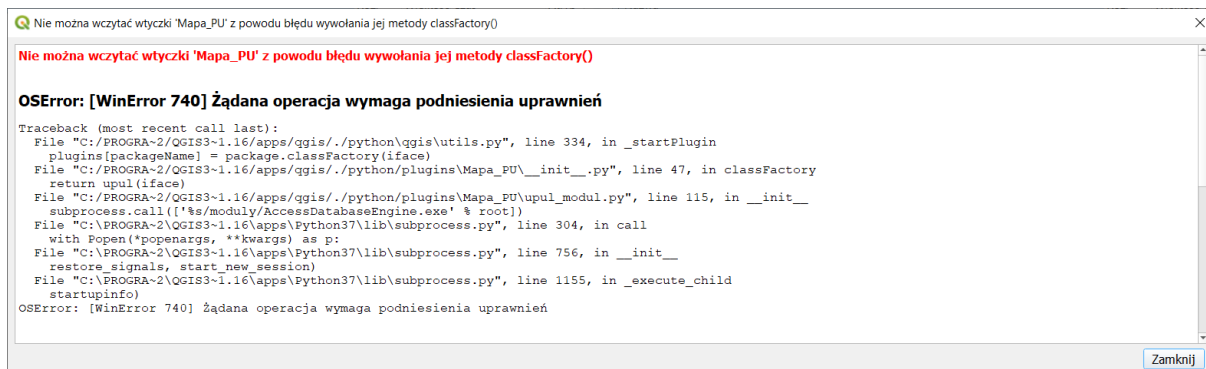 Nie można wczytać wtyczki 'Mapa_PU' z powodu błędu wywołania jej metody classFactory()
Nie można wczytać wtyczki 'Mapa_PU' z powodu błędu wywołania jej metody classFactory()
OSError: [WinError 740] Żądana operacja wymaga podniesienia uprawnień
Traceback (most recent call last):
  File "C:/PROGRA~2/QGIS3~1.16/apps/qgis/./python\qgis\utils.py", line 334, in _startPlugin
    plugins[packageName] = package.classFactory(iface)
  File "C:/PROGRA~2/QGIS3~1.16/apps/qgis/./python/plugins\Mapa_PU\__init__.py", line 47, in classFactory
    return upul(iface)
  File "C:/PROGRA~2/QGIS3~1.16/apps/qgis/./python/plugins\Mapa_PU\upul_modul.py", line 115, in __init__
    subprocess.call(['%s/moduly/AccessDatabaseEngine.exe' % root])
  File "C:\PROGRA~2\QGIS3~1.16\apps\Python37\lib\subprocess.py", line 304, in call
    with Popen(*popenargs, **kwargs) as p:
  File "C:\PROGRA~2\QGIS3~1.16\apps\Python37\lib\subprocess.py", line 756, in __init__
    restore_signals, start_new_session)
  File "C:\PROGRA~2\QGIS3~1.16\apps\Python37\lib\subprocess.py", line 1155, in _execute_child
    startupinfo)
OSError: [WinError 740] Żądana operacja wymaga podniesienia uprawnień
Zamknij